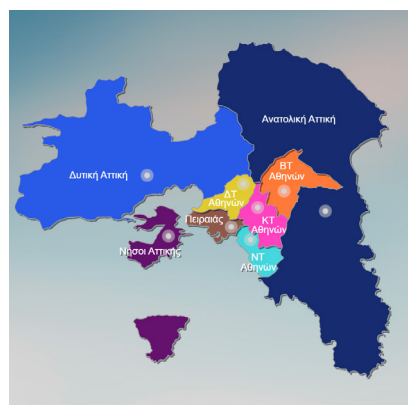 Ανατολική Αττική
ΒΤ
Αθηνών
Δυτική Αττική
ΔΤ
Αθηνών
Πειραιάς
ΚΤ
Αθηνών
Νήσοι Αττικής
ΝΤ
Αθηνών